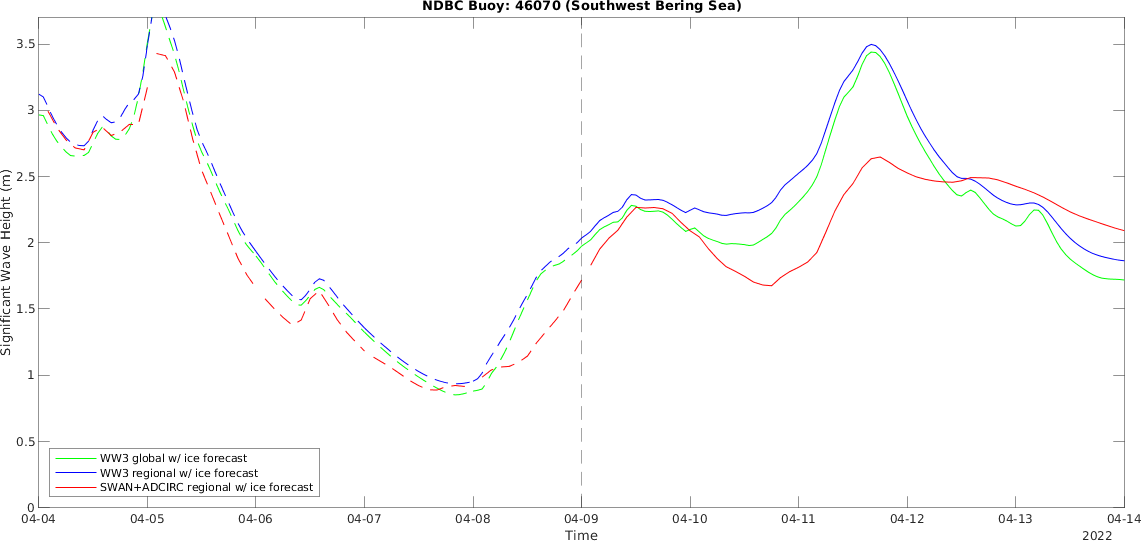 NDBC Buoy: 46070 (Southwest Bering Sea)
Significant Wave Height (m)
3.5
3
2.5
2
1.5
1
0.5
0
WW3 global w/ ice forecast
WW3 regional w/ ice forecast
SWAN+ADCIRC regional w/ ice forecast
04-04 04-05 04-06 04-07 04-08 04-09 04-10 04-11 04-12 04-13 04-14
Time
2022